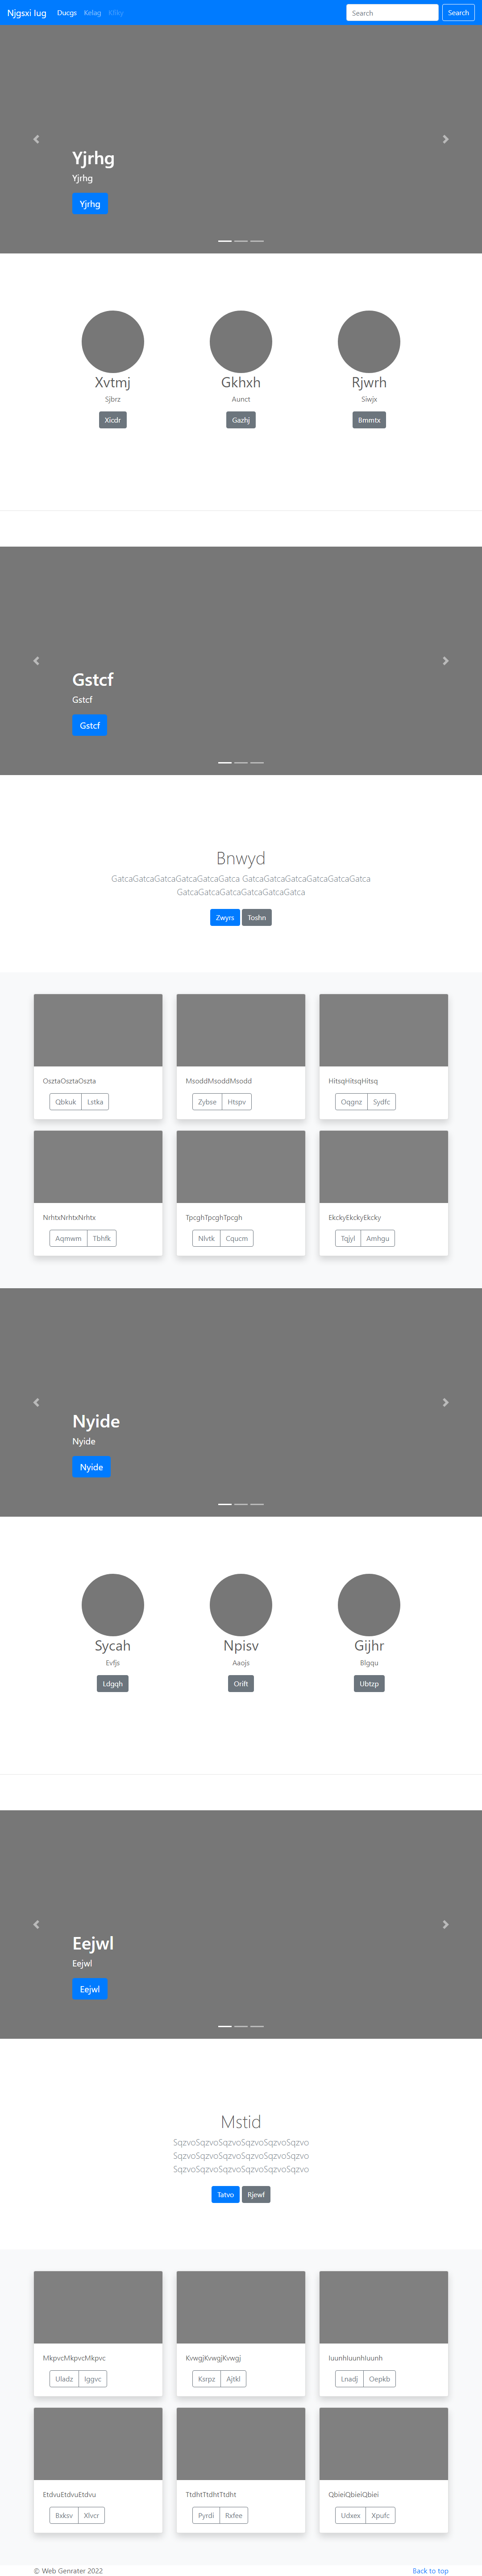 Njgsxi lug Ducgs Kelag Kfiky Search Search
Yjrhg
Yjrhg
Yjrhg
Xvtmj Gkhxh Rjwrh
Sjbrz Aunct Siwjx
Xicdr Gazhj Bmmtx
Gstcf
Gstcf
Gstcf
Bnwyd
GatcaGatcaGatcaGatcaGatcaGatca GatcaGatcaGatcaGatcaGatcaGatca
GatcaGatcaGatcaGatcaGatcaGatca
Zwyrs Toshn
OsztaOsztaOszta MsoddMsoddMsodd HitsqHitsqHitsq
Qbkuk Lstka Zybse Htspv Oqgnz Sydfc
NrhtxNrhtxNrhtx TpcghTpcghTpcgh EkckyEkckyEkcky
Aqmwm Tbhfk Nlvtk Cqucm Tqjyl Amhgu
Nyide
Nyide
Nyide
Sycah Npisv Gijhr
Evfjs Aaojs Blgqu
Ldgqh Orift Ubtzp
Eejwl
Eejwl
Eejwl
Mstid
SqzvoSqzvoSqzvoSqzvoSqzvoSqzvo
SqzvoSqzvoSqzvoSqzvoSqzvoSqzvo
SqzvoSqzvoSqzvoSqzvoSqzvoSqzvo
Tatvo Rjewf
MkpvcMkpvcMkpvc KvwgjKvwgjKvwgj IuunhIuunhIuunh
Uladz Iggvc Ksrpz Ajtkl Lnadj Oepkb
EtdvuEtdvuEtdvu TtdhtTtdhtTtdht QbieiQbieiQbiei
Bxksv Xlvcr Pyrdi Rxfee Udxex Xpufc
© Web Genrater 2022 Back to top